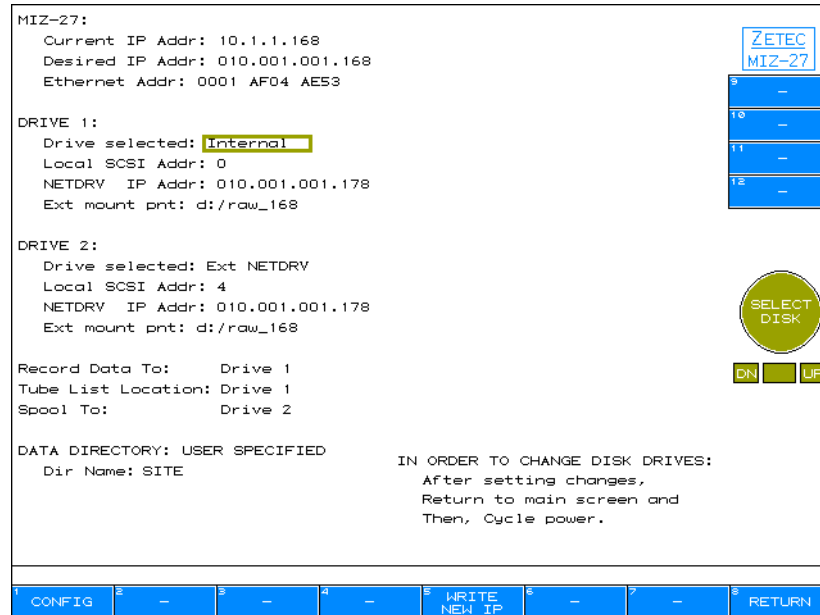 MIZ-27:
Current IP Addr: 10.1.1.168
Desired IP Addr: 010.001.001.168
Ethernet Addr: 0001 AF04 AE53
DRIVE 1:
Drive selected: Internal
Local SCSI Addr: 0
NETDRV IP Addr: 010.001.001.178
Ext mount pnt: d:/raw_168
DRIVE 2:
Drive selected: Ext NETDRV
Local SCSI Addr: 4
NETDRV IP Addr: 010.001.001.178
Ext mount pnt: d:/raw_168
Record Data To: Drive 1
Tube List Location: Drive 1
Spool To: Drive 2
DATA DIRECTORY: USER SPECIFIED
Dir Name: SITE
IN ORDER TO CHANGE DISK DRIVES:
After setting changes,
Return to main screen and
Then, Cycle power.
ZETEC
MIZ-27
9 –
10 –
11 –
12 –
SELECT
DISK
DN UP
1 CONFIG
2 –
3 –
4 –
5 WRITE
NEW IP
6 –
7 –
8 RETURN